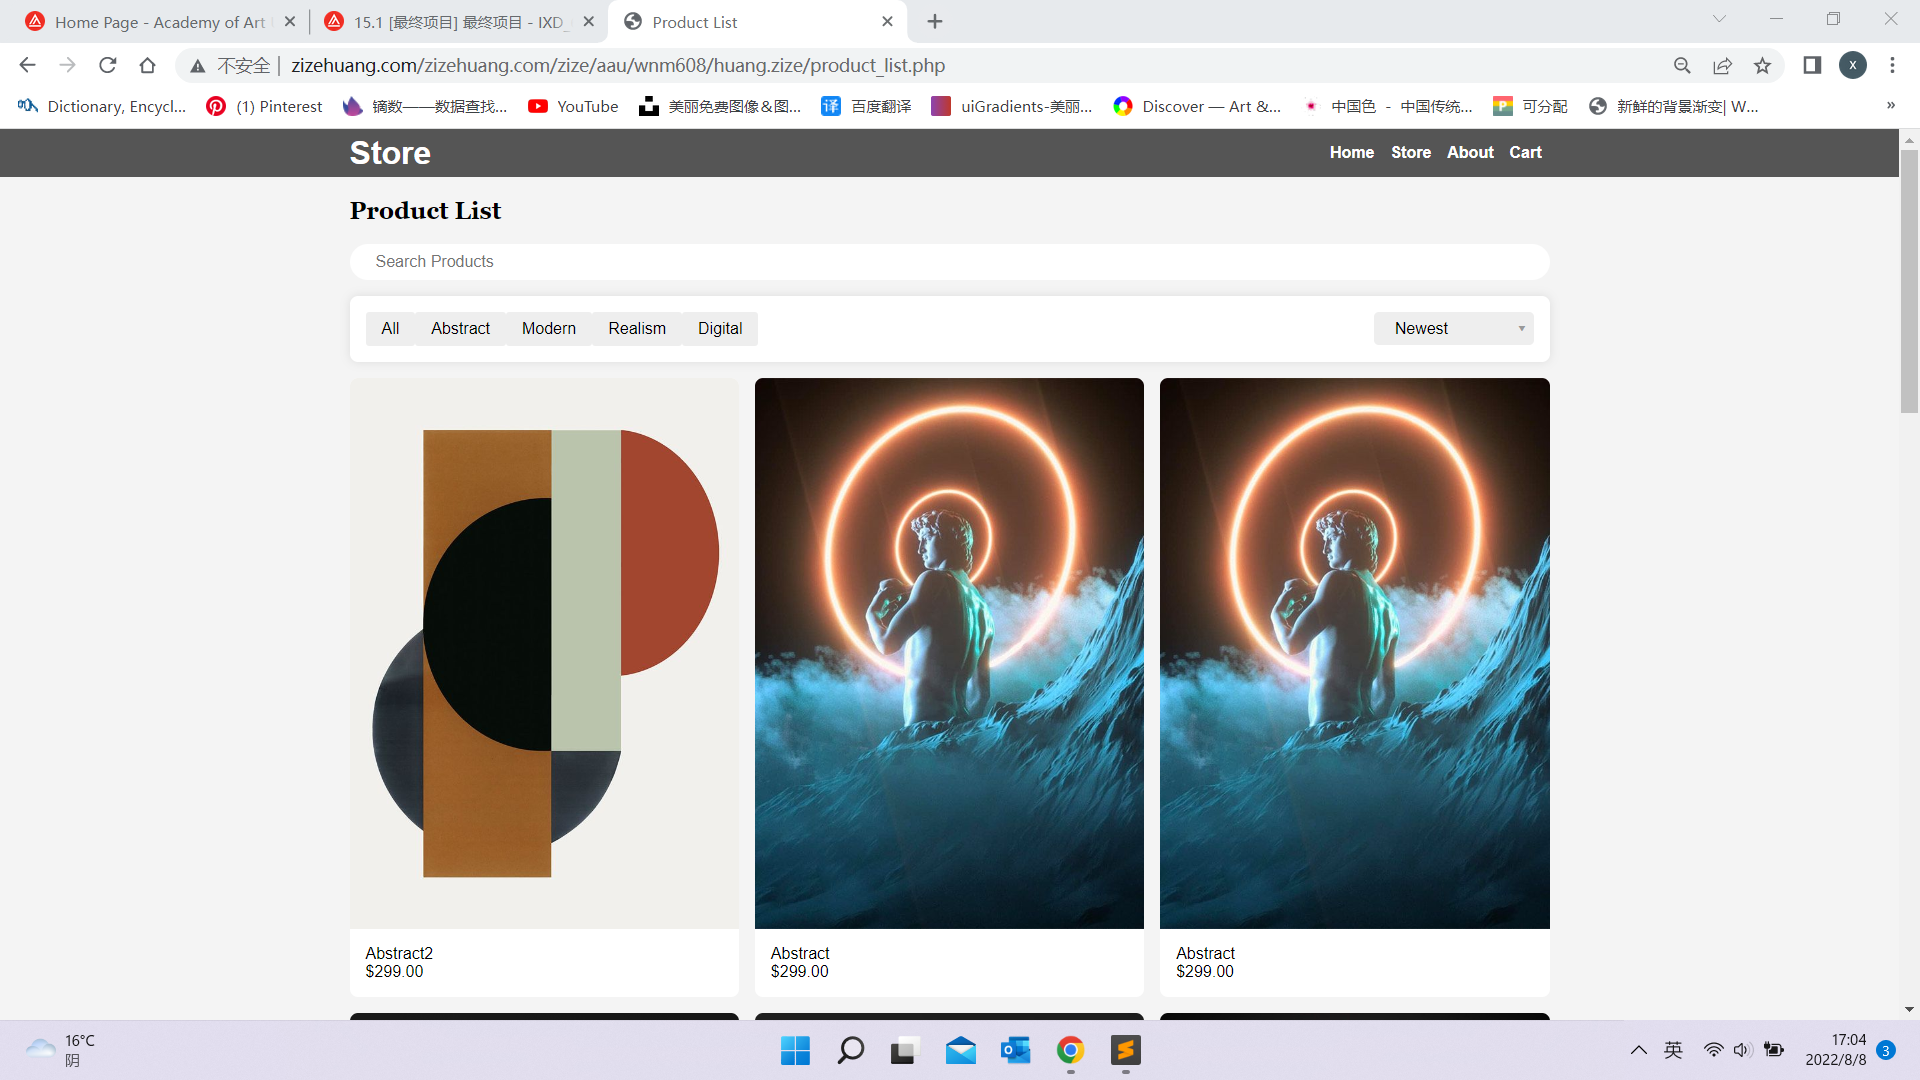 Home Page - Academy of Art
15.1 [最终项目] 最终项目 - IXD_
Product List
不安全
zizehuang.com/zizehuang.com/zize/aau/wnm608/huang.zize/product_list.php
x
Dictionary, Encycl...
(1) Pinterest
镝数——数据查找...
YouTube
美丽免费图像&图...
译
百度翻译
uiGradients-美丽...
Discover — Art &...
中国色 - 中国传统...
P
可分配
新鲜的背景渐变| W...
»
Store
Home
Store
About
Cart
Product List
Search Products
All
Abstract
Modern
Realism
Digital
Newest
Abstract2
$299.00
Abstract
$299.00
Abstract
$299.00
16°C
阴
英
17:04
2022/8/8
3